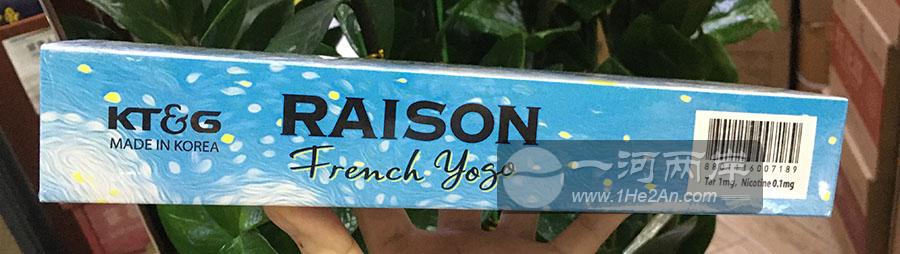 KT&G
MADE IN KOREA
RAISON
French Yogo
Tar 1mg, Nicotine 0.1mg
一河两岸
www.1He2An.com